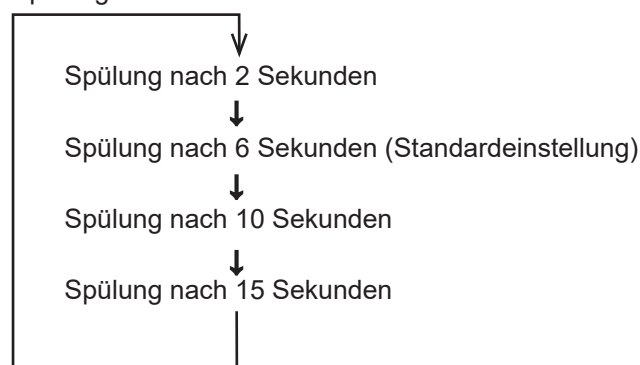 Spülung nach 2 Sekunden
Spülung nach 6 Sekunden (Standardeinstellung)
Spülung nach 10 Sekunden
Spülung nach 15 Sekunden